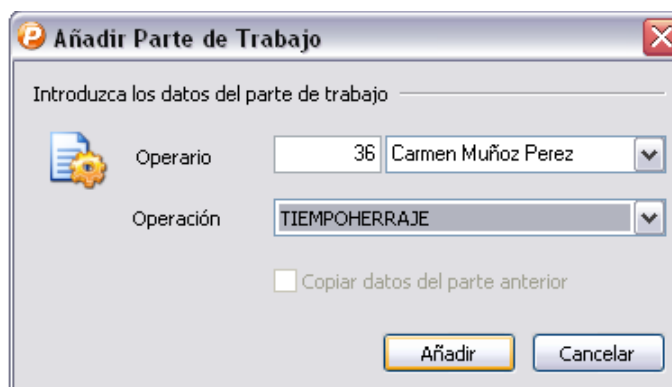 Añadir Parte de Trabajo
Introduzca los datos del parte de trabajo
Operario 36 Carmen Muñoz Perez
Operación TIEMPOHERRAJE
Copiar datos del parte anterior
Añadir Cancelar